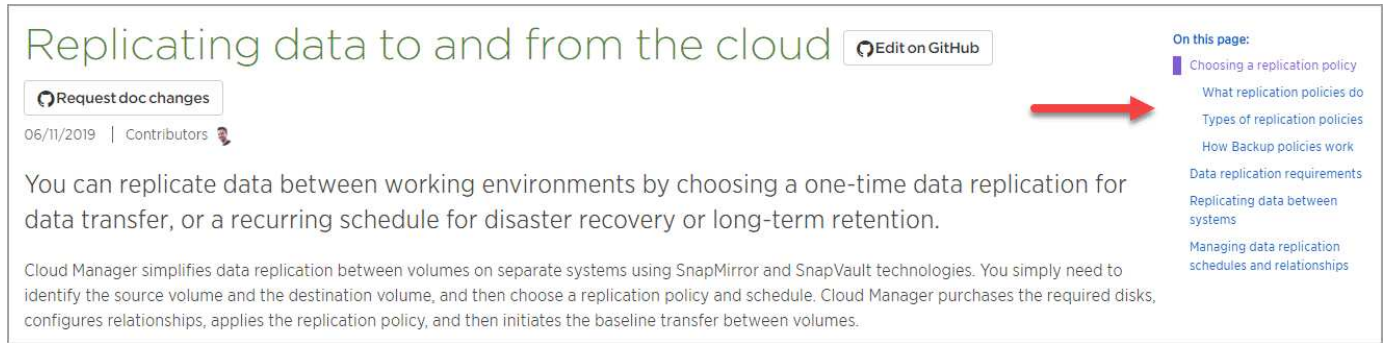 Replicating data to and from the cloud
Edit on GitHub
Request doc changes
06/11/2019 | Contributors
You can replicate data between working environments by choosing a one-time data replication for
data transfer, or a recurring schedule for disaster recovery or long-term retention.
Cloud Manager simplifies data replication between volumes on separate systems using SnapMirror and SnapVault technologies. You simply need to
identify the source volume and the destination volume, and then choose a replication policy and schedule. Cloud Manager purchases the required disks,
configures relationships, applies the replication policy, and then initiates the baseline transfer between volumes.
On this page:
Choosing a replication policy
What replication policies do
Types of replication policies
How Backup policies work
Data replication requirements
Replicating data between
systems
Managing data replication
schedules and relationships